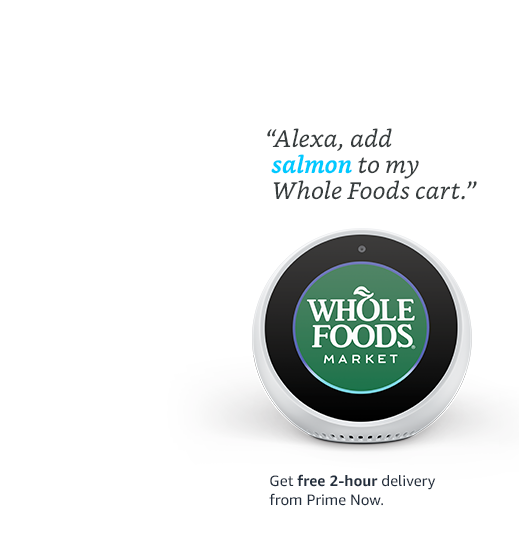 “Alexa, add
salmon to my
Whole Foods cart.”
WHOLE
FOODS
MARKET
Get free 2-hour delivery
from Prime Now.